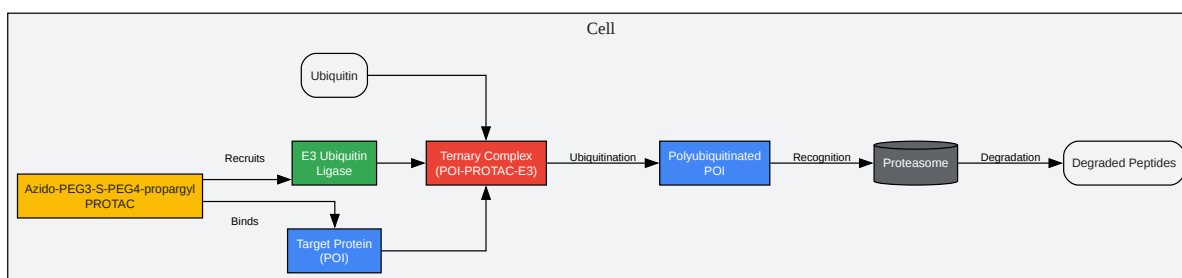 Cell
Ubiquitin
Recruits
E3 Ubiquitin
Ligase
Ternary Complex
(POI-PROTAC-E3)
Ubiquitination
Polyubiquitinated
POI
Recognition
Proteasome
Degradation
Degraded Peptides
Azido-PEG3-S-PEG4-propargyl
PROTAC
Binds
Target Protein
(POI)